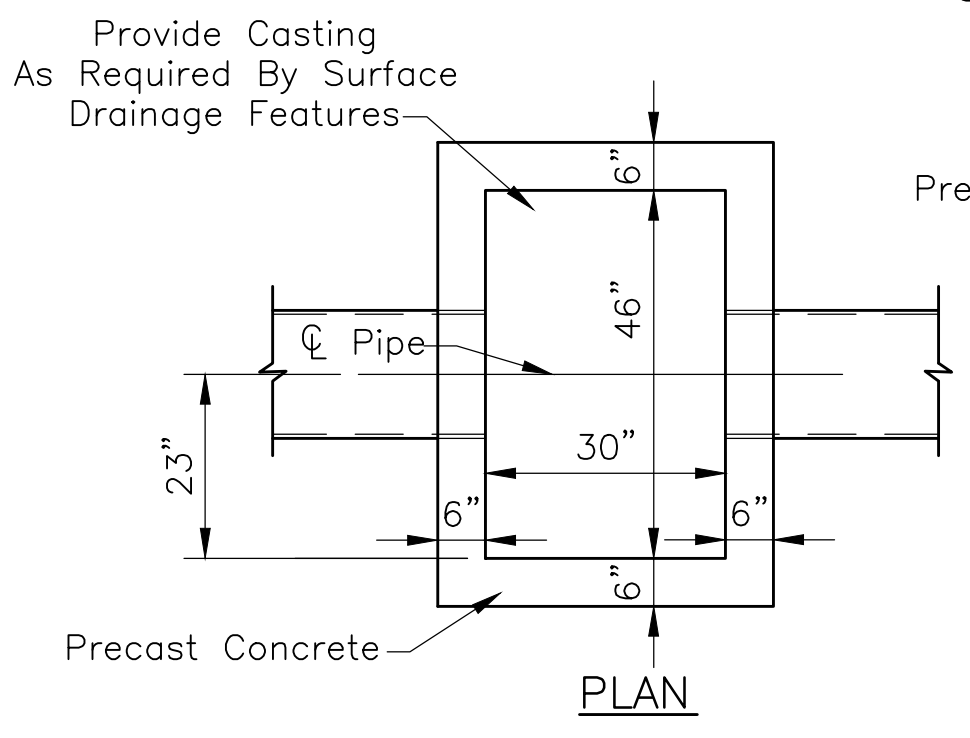 Provide Casting
As Required By Surface
Drainage Features
6”
Pre
46”
℄ Pipe
23”
30”
6”
6”
6”
Precast Concrete
PLAN